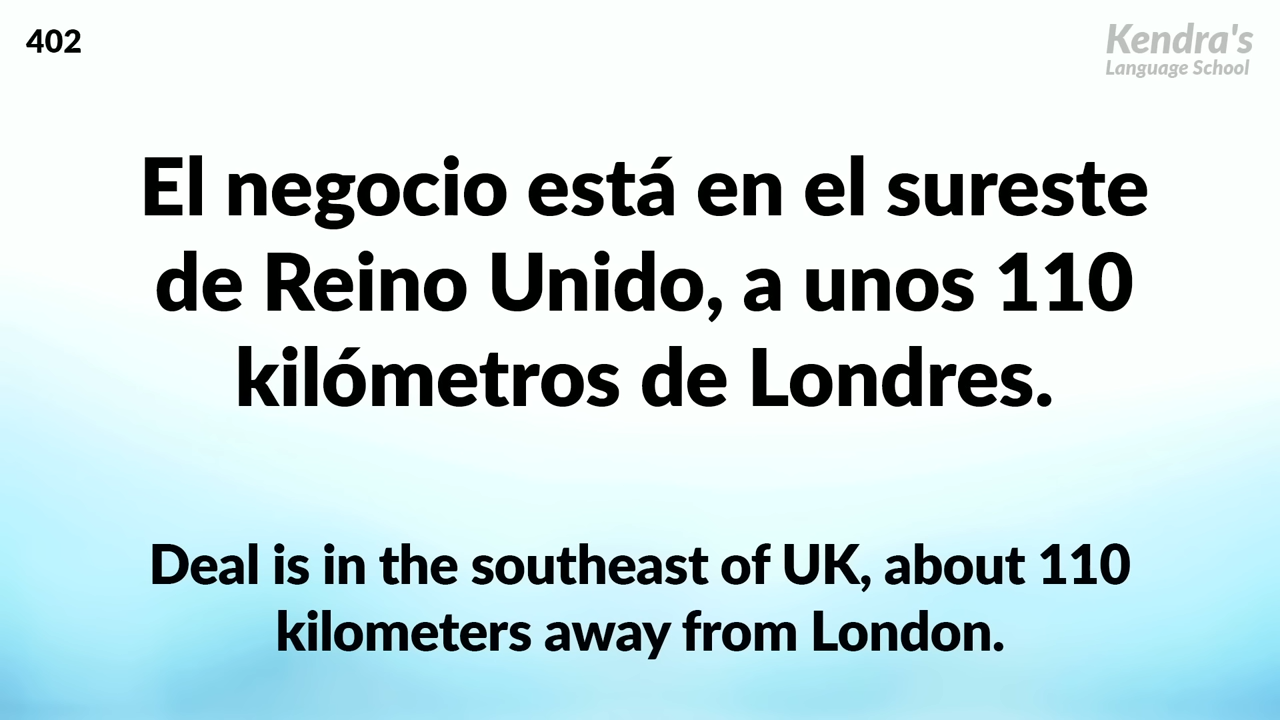 402
Kendra's
Language School
El negocio está en el sureste
de Reino Unido, a unos 110
kilómetros de Londres.
Deal is in the southeast of UK, about 110
kilometers away from London.